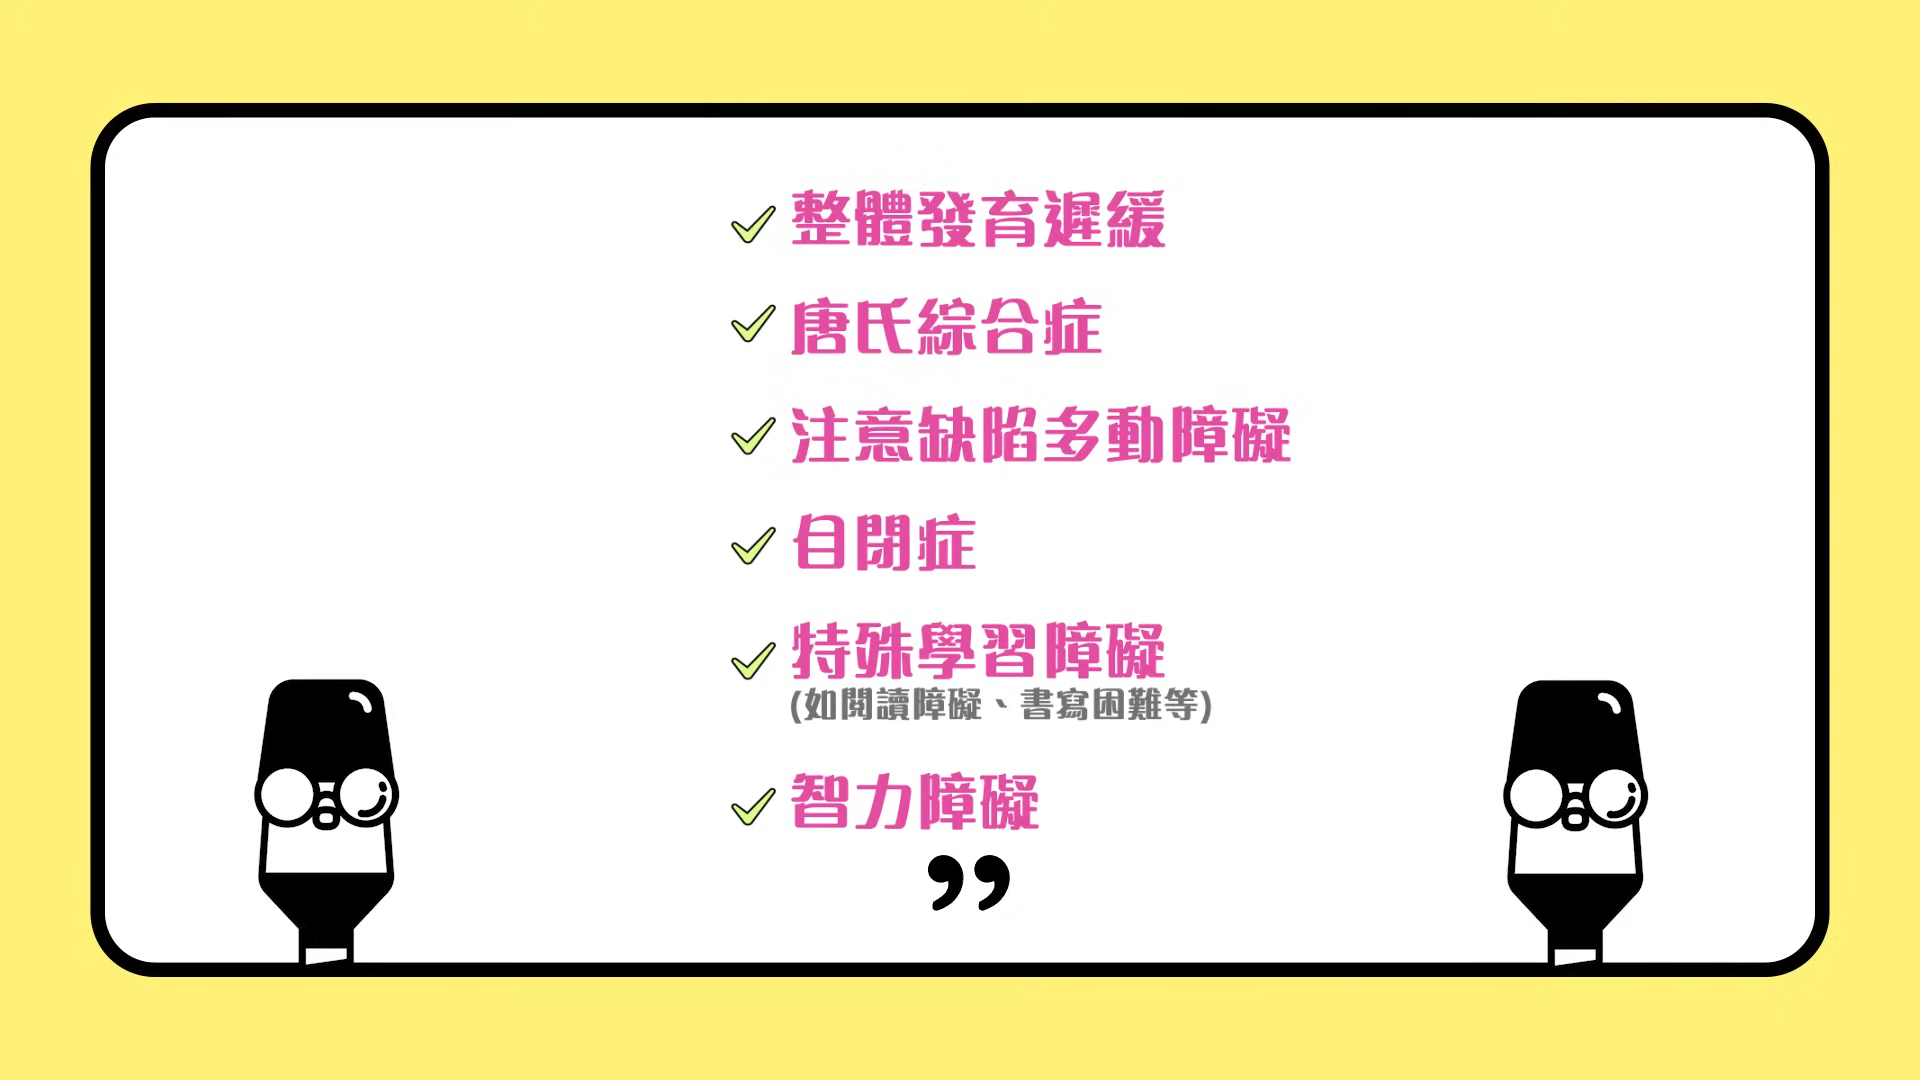 整體發育遲緩
唐氏綜合症
注意缺陷多動障礙
自閉症
特殊學習障礙
(如閱讀障礙、書寫困難等)
智力障礙
”